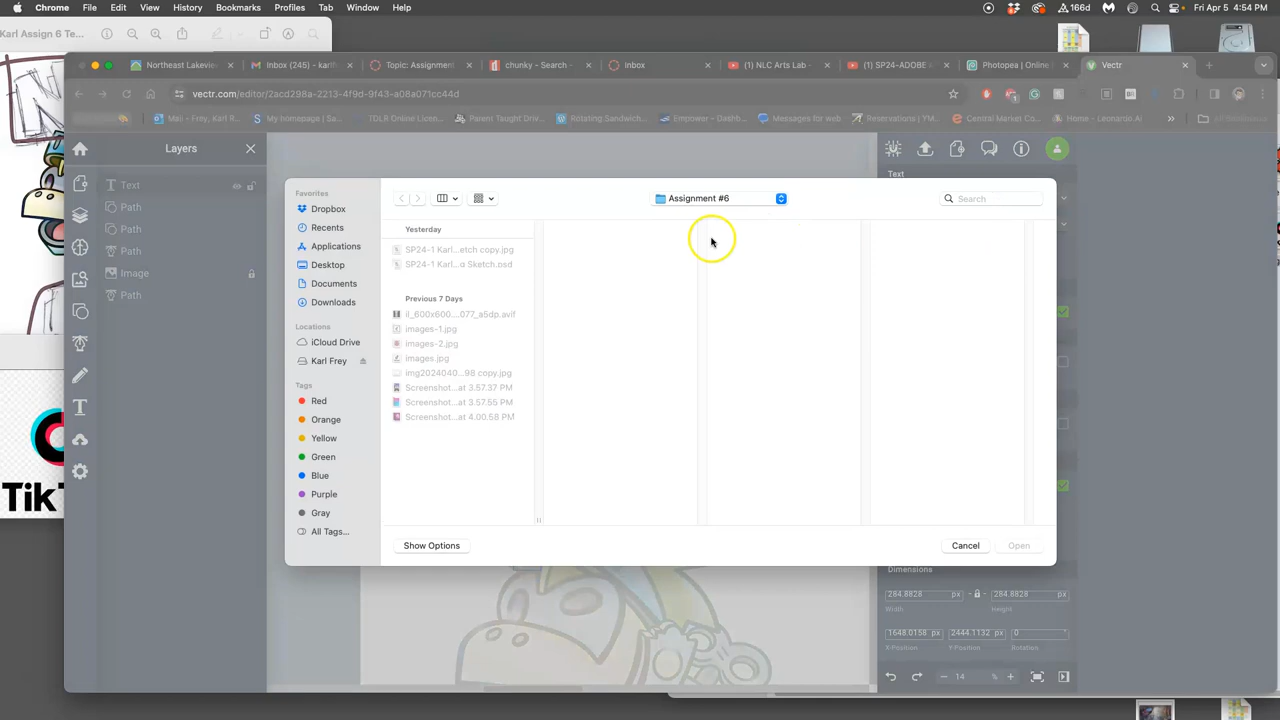 Chrome File Edit View History Bookmarks Profiles Tab Window Help 166d Fri Apr 5 4:54 PM
Karl Assign 6 Te...
Northeast Lakeview Inbox (245) - karlf Topic: Assignment chunky - Search - Inbox (1) NLC Arts Lab - (1) SP24-ADOBE Photopea | Online Vectr
vectr.com/editor/2acd298a-2213-4f9d-9f43-a08a071cc44d
Mail - Frey, Karl R... My homepage | Sa... TDLR Online Licen... Parent Taught Driv... Rotating Sandwich... Empower - Dashb... Messages for web Reservations | YM... Central Market Co... Home - Leonardo.Ai » All Bookmarks
Layers
Text
Path
Path
Path
Image
Path
Text
Favorites
Dropbox
Recents
Applications
Desktop
Documents
Downloads
Locations
iCloud Drive
Karl Frey
Tags
Red
Orange
Yellow
Green
Blue
Purple
Gray
All Tags...
Assignment #6
Search
Yesterday
SP24-1 Karl...etch copy.jpg
SP24-1 Karl...g Sketch.psd
Previous 7 Days
il_600x600....077_a5dp.avif
images-1.jpg
images-2.jpg
images.jpg
img2024040...98 copy.jpg
Screenshot...at 3.57.37 PM
Screenshot...at 3.57.55 PM
Screenshot...at 4.00.58 PM
Show Options
Cancel
Open
Dimensions
284.8828 px 284.8828 px
Width Height
1648.0158 px 2444.1132 px 0 °
X-Position Y-Position Rotation
14 %